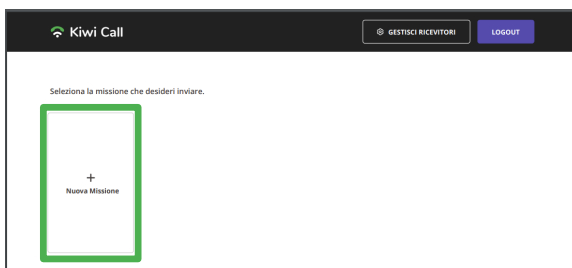 Kiwi Call
GESTISCI RICEVITORI
LOGOUT
Seleziona la missione che desideri inviare.
+
Nuova Missione